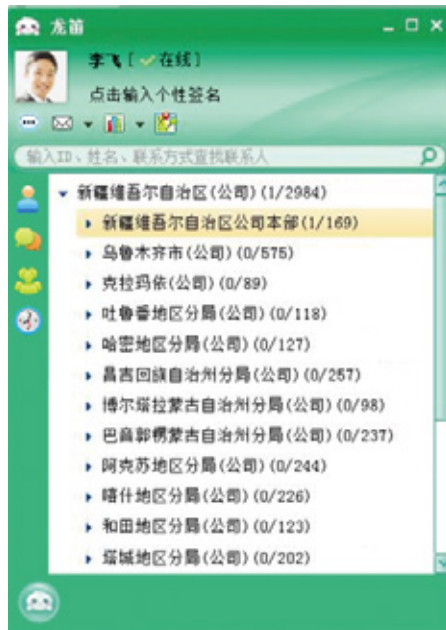 龙笛
李飞[✓在线]
点击输入个性签名
输入ID、姓名、联系方式查找联系人
新疆维吾尔自治区(公司)(1/2984)
新疆维吾尔自治区公司本部(1/169)
乌鲁木齐市(公司)(0/575)
克拉玛依(公司)(0/89)
吐鲁番地区分局(公司)(0/118)
哈密地区分局(公司)(0/127)
昌吉回族自治州分局(公司)(0/257)
博尔塔拉蒙古自治州分局(公司)(0/98)
巴音郭楞蒙古自治州分局(公司)(0/237)
阿克苏地区分局(公司)(0/244)
喀什地区分局(公司)(0/226)
和田地区分局(公司)(0/123)
塔城地区分局(公司)(0/202)